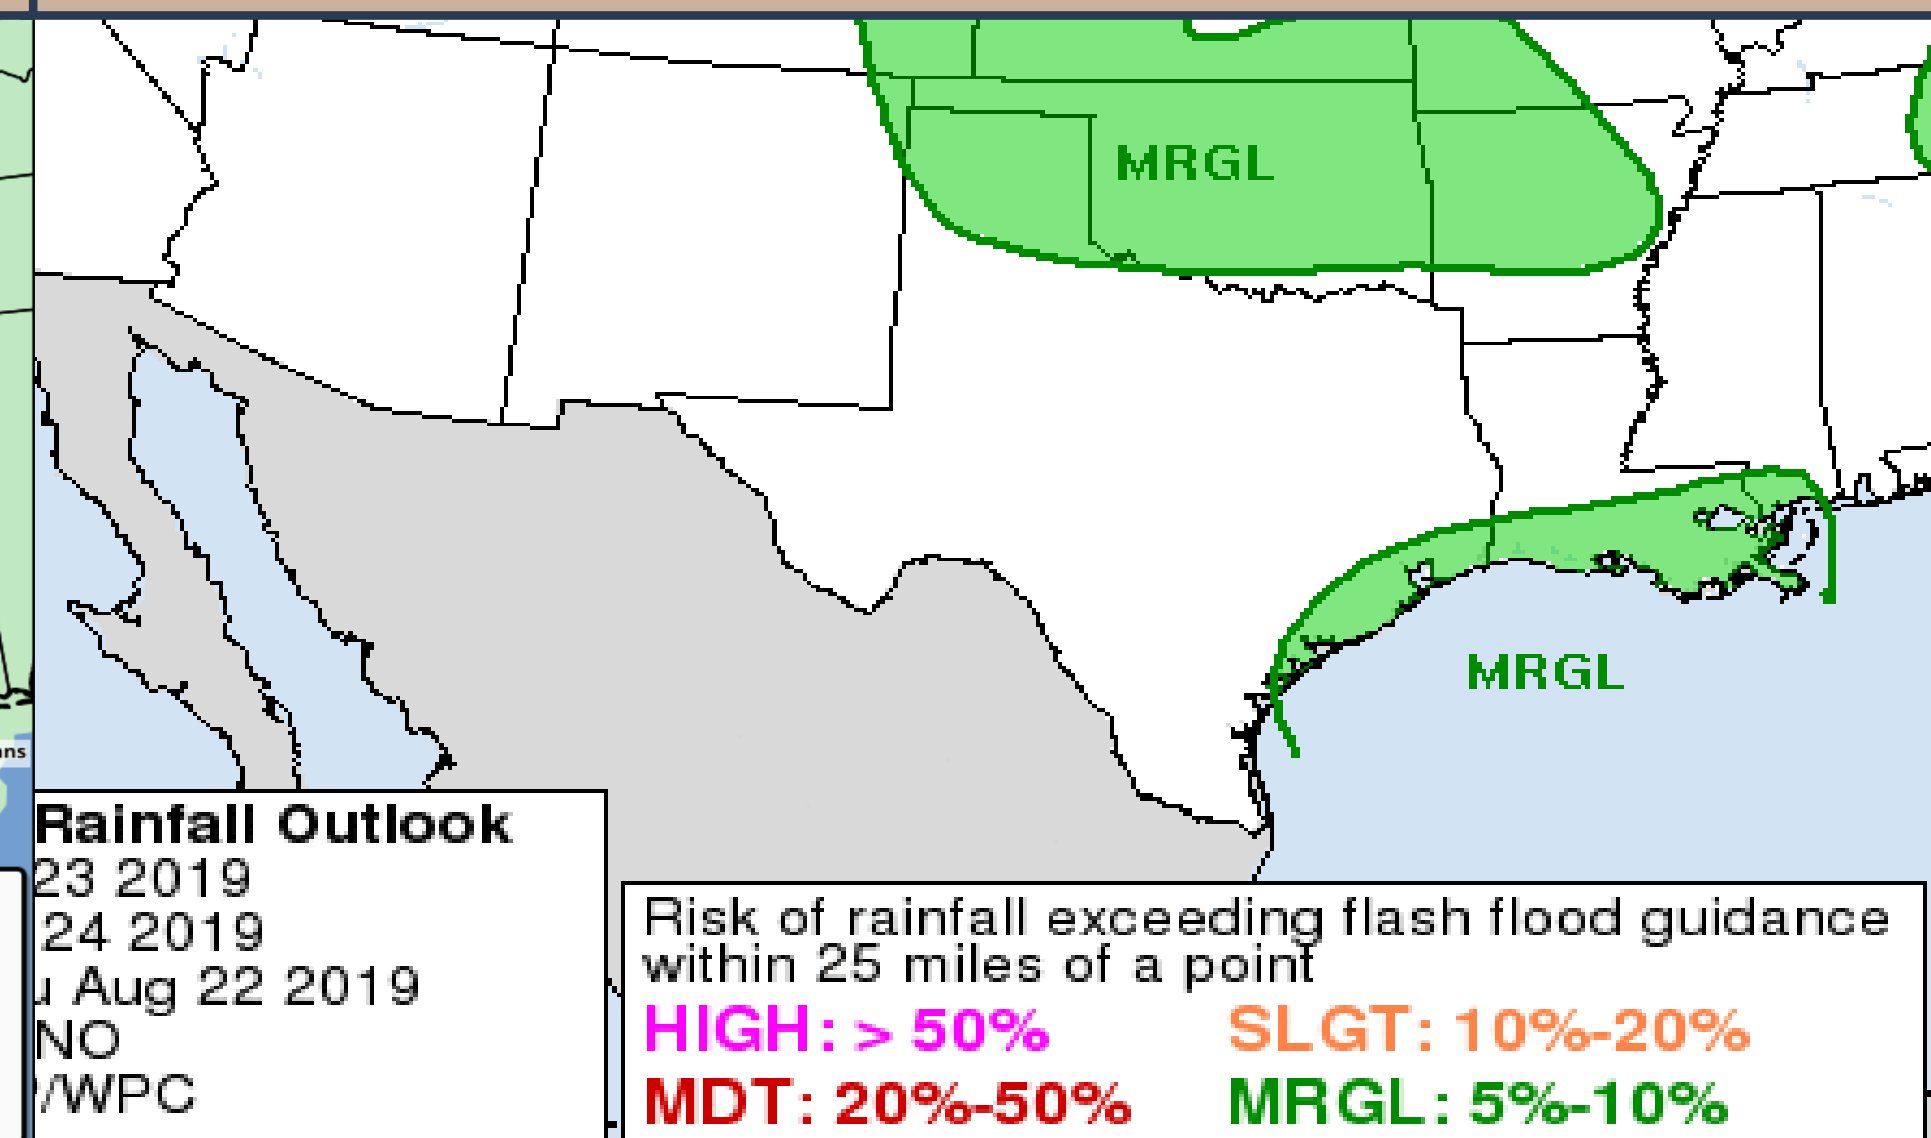 MRGL
MRGL
ns
Rainfall Outlook
23 2019
24 2019
Aug 22 2019
NO
/WPC
Risk of rainfall exceeding flash flood guidance
within 25 miles of a point
HIGH: > 50%
SLGT: 10%-20%
MDT: 20%-50%
MRGL: 5%-10%